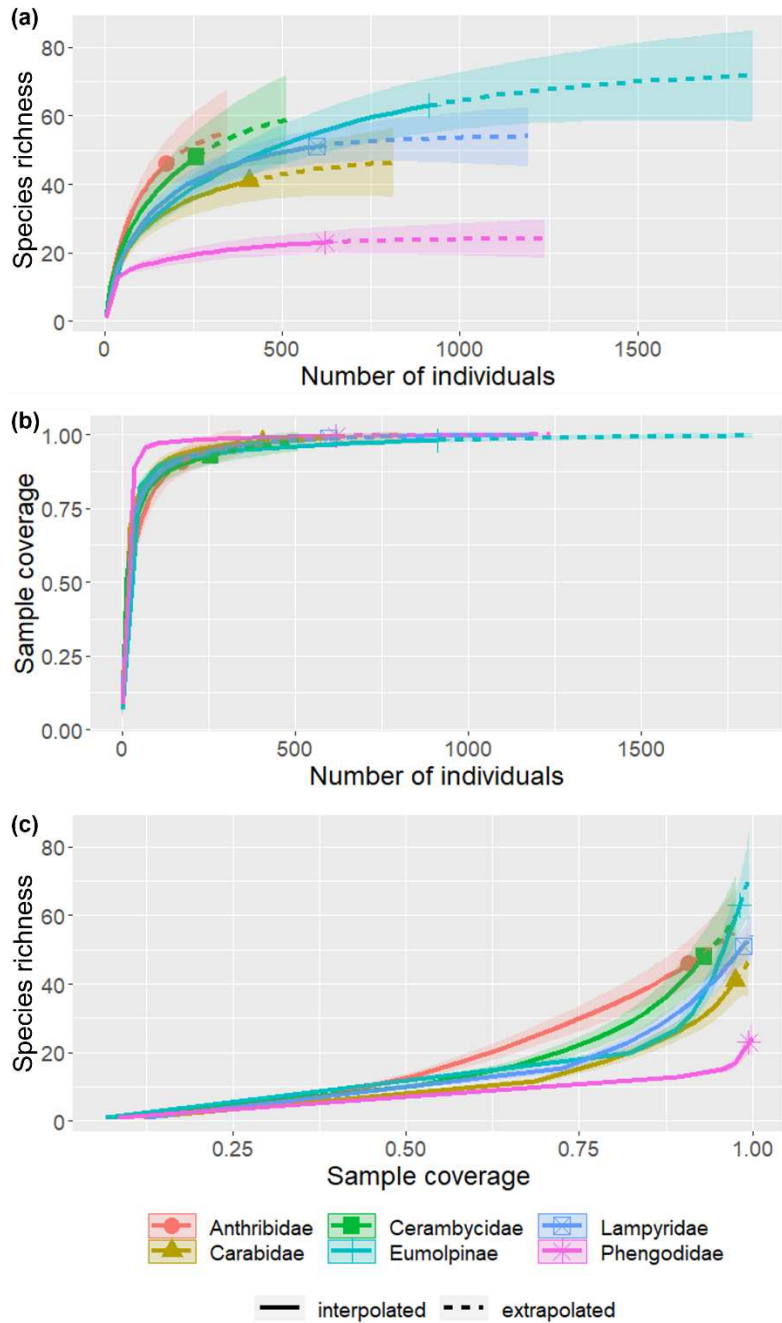 (a)
80
60
40
20
0
Species richness
0 500 1000 1500
Number of individuals
(b)
1.00
0.75
0.50
0.25
0.00
Sample coverage
0 500 1000 1500
Number of individuals
(c)
80
60
40
20
0
Species richness
0.25 0.50 0.75 1.00
Sample coverage
Anthribidae Cerambycidae Lampyridae
Carabidae Eumolpinae Phengodidae
interpolated extrapolated